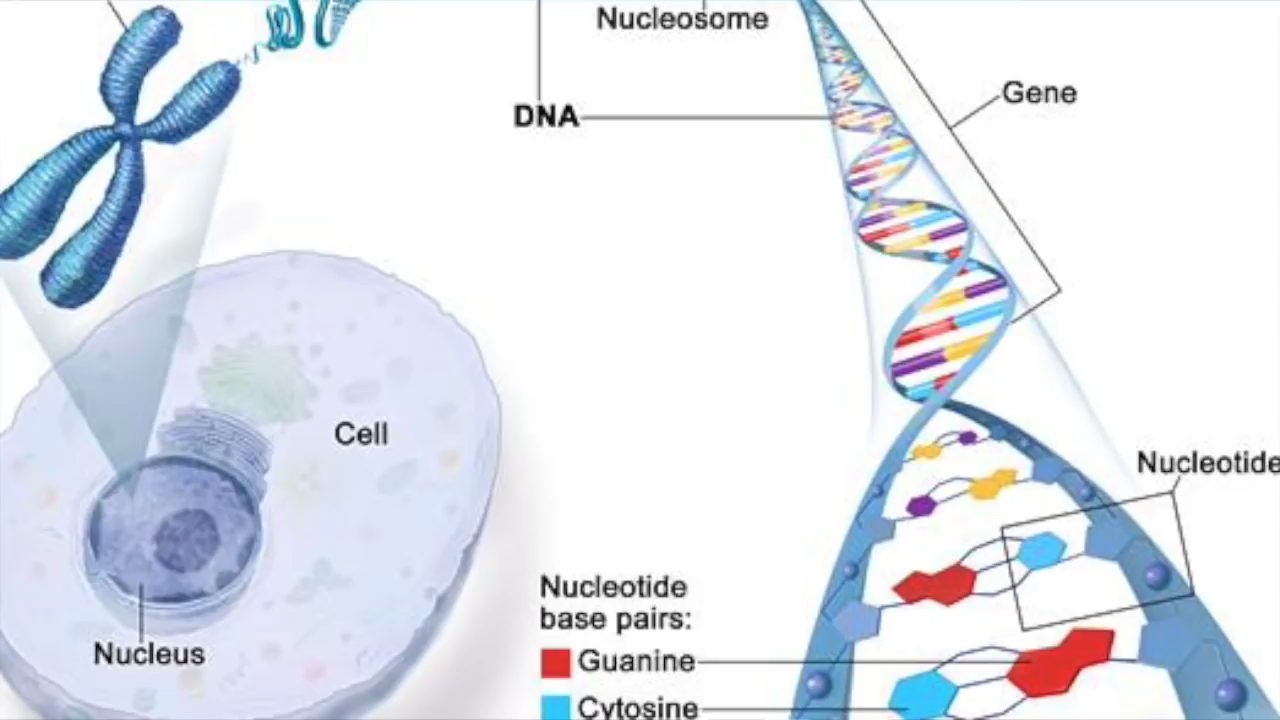 Nucleosome
DNA
Gene
Cell
Nucleotide
Nucleus
Nucleotide
base pairs:
Guanine
Cytosine